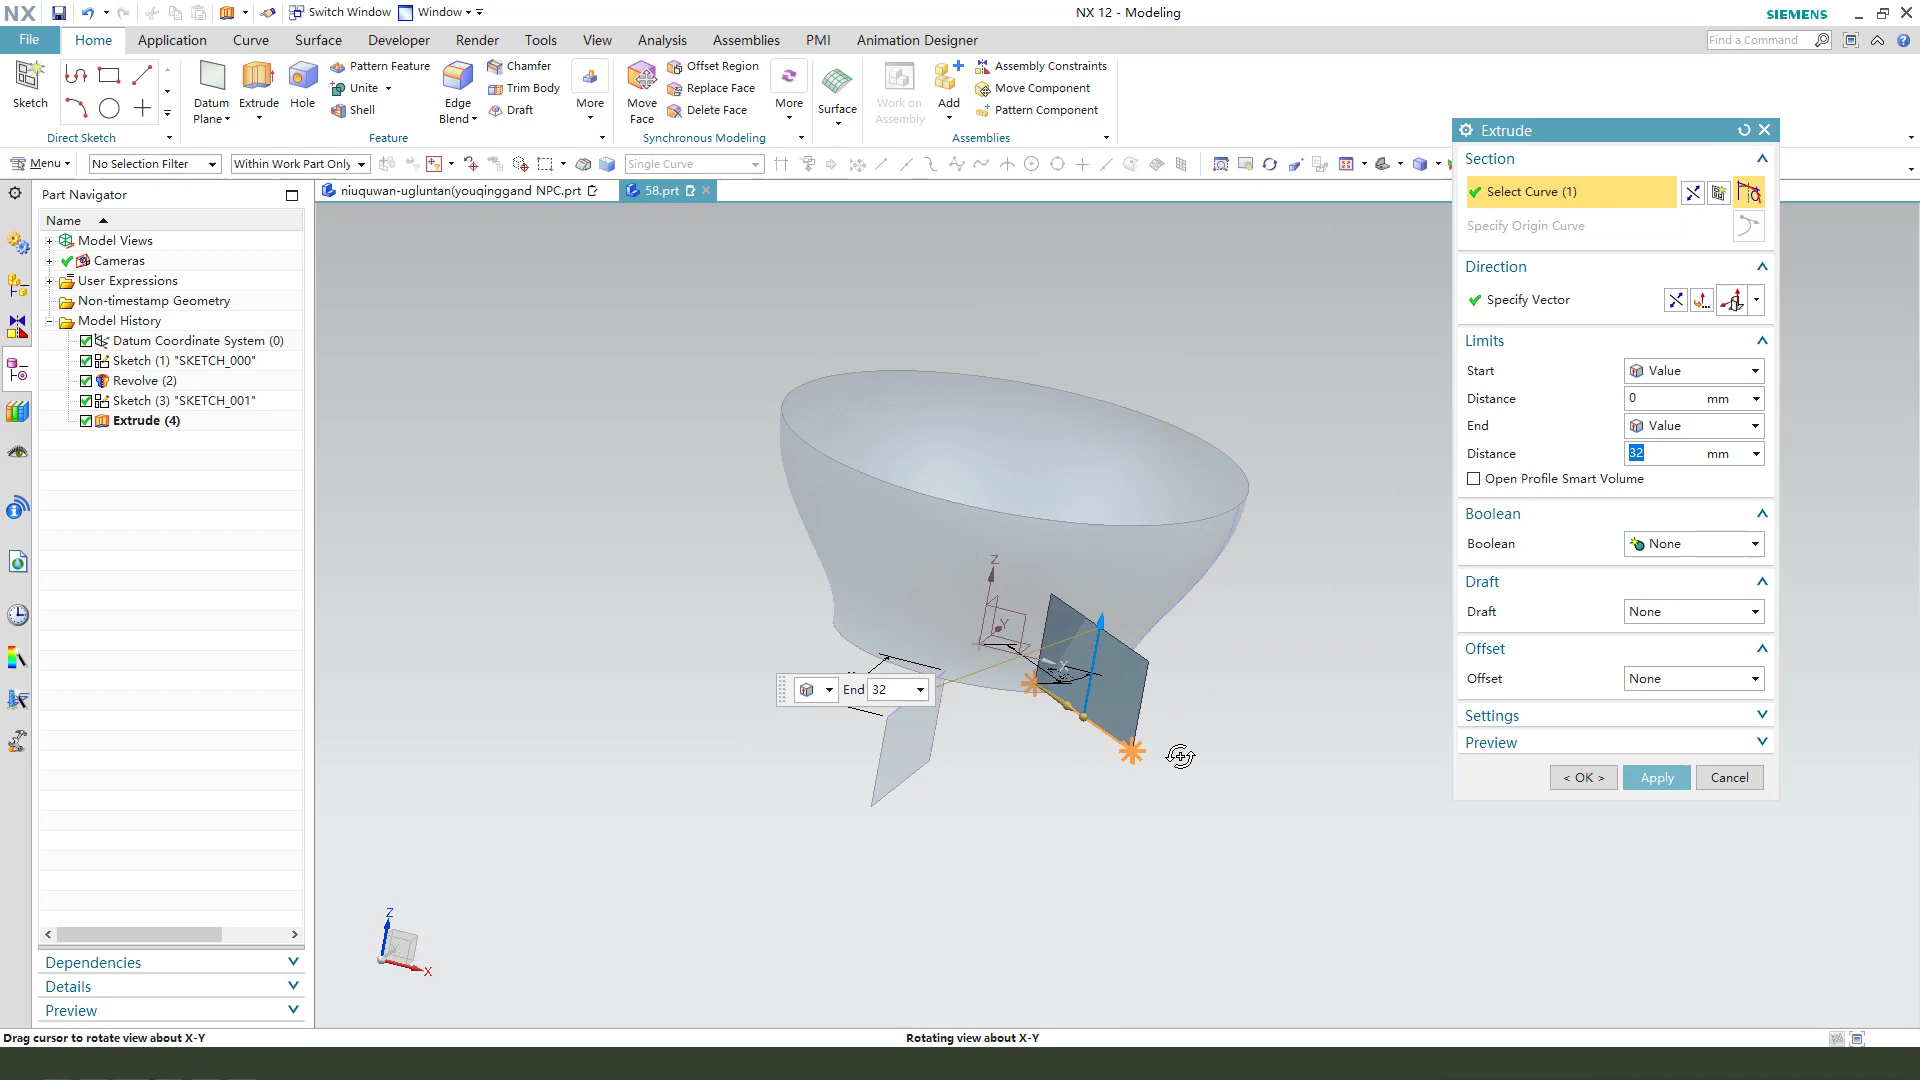 NX Switch Window Window NX 12 - Modeling SIEMENS
File Home Application Curve Surface Developer Render Tools View Analysis Assemblies PMI Animation Designer Find a Command
Sketch Datum Plane Extrude Hole Pattern Feature Unite Shell Edge Blend Chamfer Trim Body Draft More Move Face Offset Region Replace Face Delete Face More Surface Work on Assembly Add Assembly Constraints Move Component Pattern Component
Direct Sketch Feature Synchronous Modeling Assemblies
Menu No Selection Filter Within Work Part Only Single Curve
Part Navigator
niuquwan-ugluntan(youqinggand NPC.prt 58.prt
Name
Model Views
Cameras
User Expressions
Non-timestamp Geometry
Model History
Datum Coordinate System (0)
Sketch (1) "SKETCH_000"
Revolve (2)
Sketch (3) "SKETCH_001"
Extrude (4)
Dependencies
Details
Preview
Z
Y
End 32
Z
X
Extrude
Section
Select Curve (1)
Specify Origin Curve
Direction
Specify Vector
Limits
Start Value
Distance 0 mm
End Value
Distance 32 mm
Open Profile Smart Volume
Boolean
Boolean None
Draft
Draft None
Offset
Offset None
Settings
Preview
< OK > Apply Cancel
Drag cursor to rotate view about X-Y Rotating view about X-Y